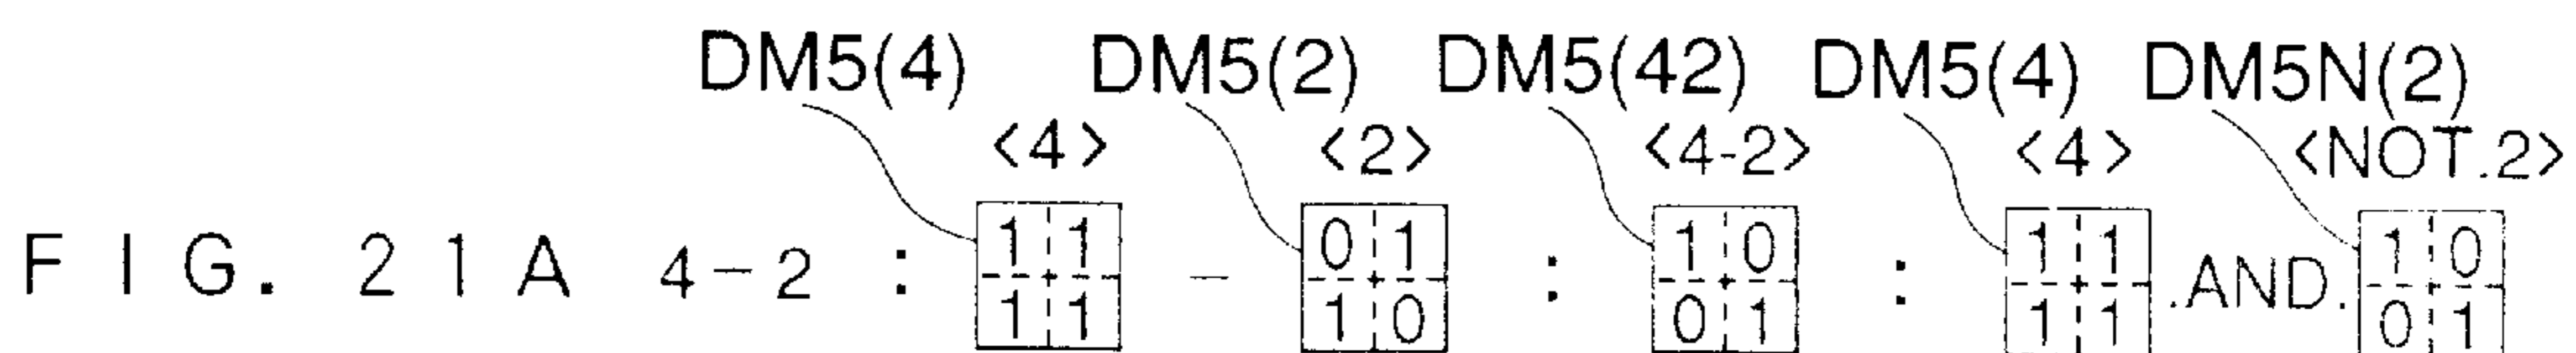 DM5(4) DM5(2) DM5(42) DM5(4) DM5N(2)
<4> <2> <4-2> <4> <NOT.2>
1 1 0 1 1 0 1 1 1 0
FIG. 21A 4-2 : - : : .AND.
1 1 1 0 0 1 1 1 0 1